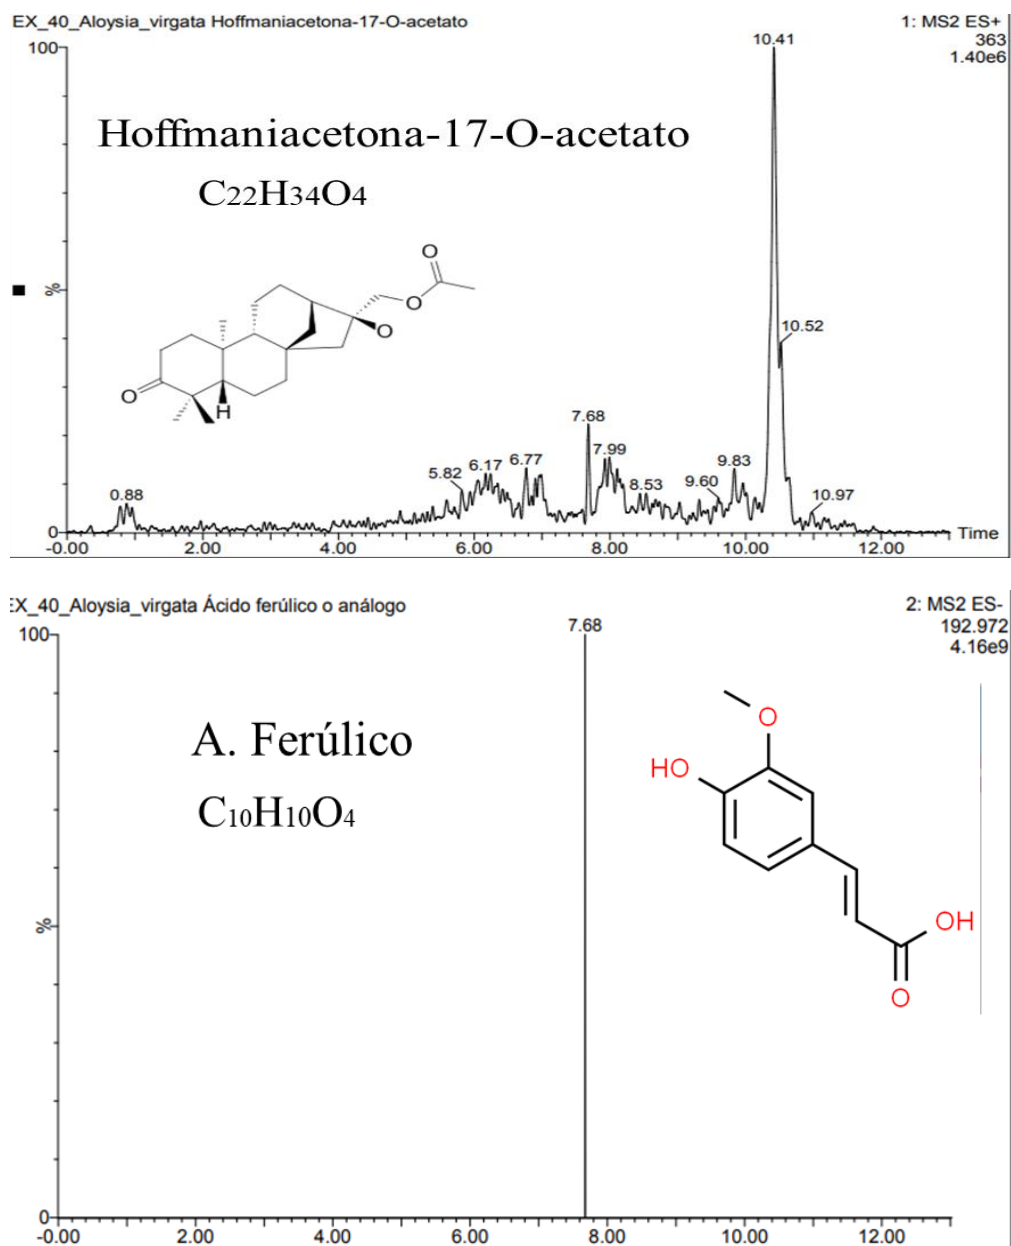 EX_40_Aloysia_virgata Hoffmaniacetona-17-O-acetato
1: MS2 ES+
363
1.40e6
100
10.41
Hoffmaniacetona-17-O-acetato
C22H34O4
O
O
O
O
H
%
10.52
7.68
7.99
6.77
6.17
5.82
9.83
9.60
8.53
0.88
10.97
0
Time
-0.00
2.00
4.00
6.00
8.00
10.00
12.00
EX_40_Aloysia_virgata Ácido ferúlico o análogo
2: MS2 ES-
192.972
4.16e9
100
7.68
A. Ferúlico
C10H10O4
O
HO
OH
O
%
0
-0.00
2.00
4.00
6.00
8.00
10.00
12.00